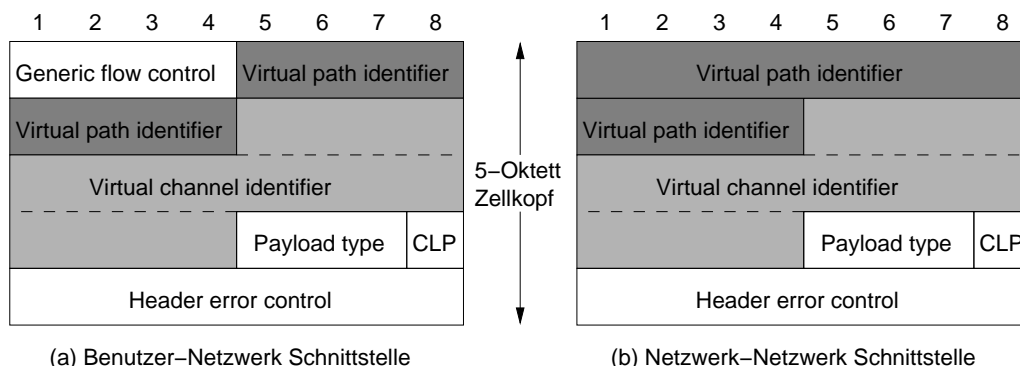 1 2 3 4 5 6 7 8
Generic flow control Virtual path identifier
Virtual path identifier
Virtual channel identifier
Payload type CLP
Header error control
(a) Benutzer−Netzwerk Schnittstelle
5−Oktett
Zellkopf
1 2 3 4 5 6 7 8
Virtual path identifier
Virtual path identifier
Virtual channel identifier
Payload type CLP
Header error control
(b) Netzwerk−Netzwerk Schnittstelle